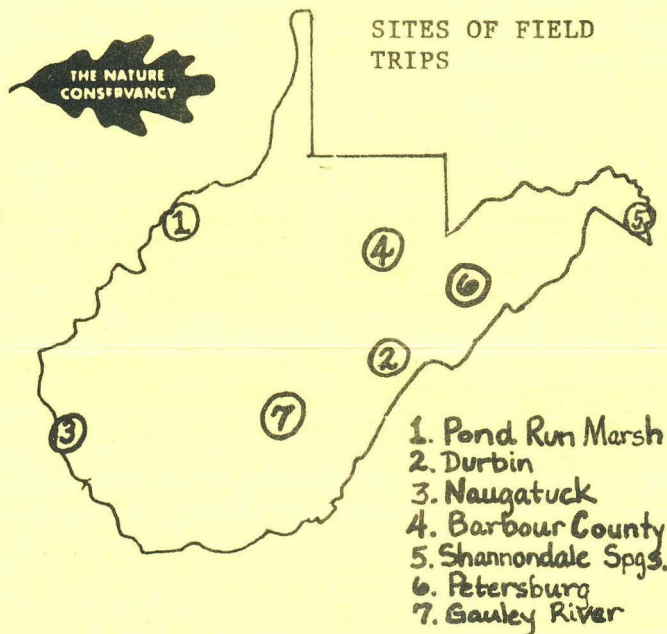 SITES OF FIELD
TRIPS
THE NATURE
CONSERVANCY
1
5
4
6
2
7
3
1. Pond Run Marsh
2. Durbin
3. Naugatuck
4. Barbour County
5. Shannondale Spgs.
6. Petersburg
7. Gauley River